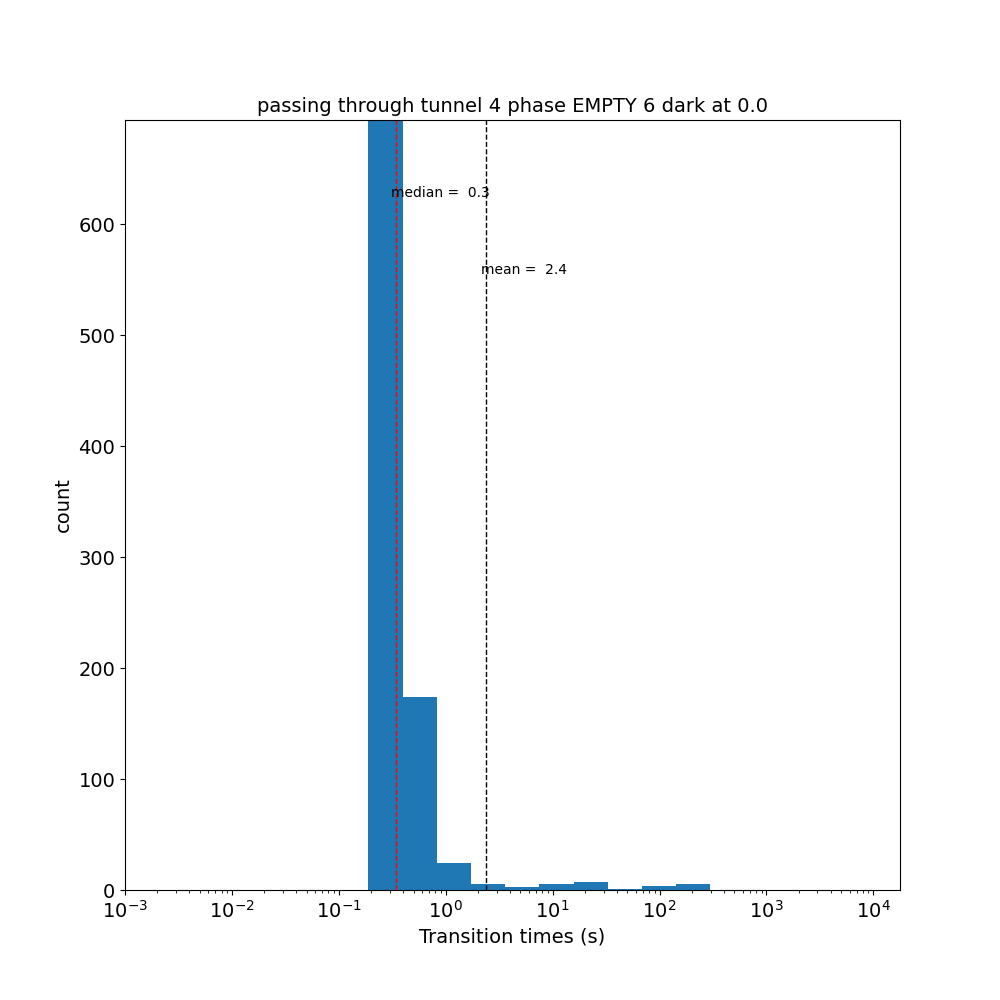 passing through tunnel 4 phase EMPTY 6 dark at 0.0
median =  0.3
mean =  2.4
600
500
400
300
200
100
0
count
10⁻³ 10⁻² 10⁻¹ 10⁰ 10¹ 10² 10³ 10⁴
Transition times (s)